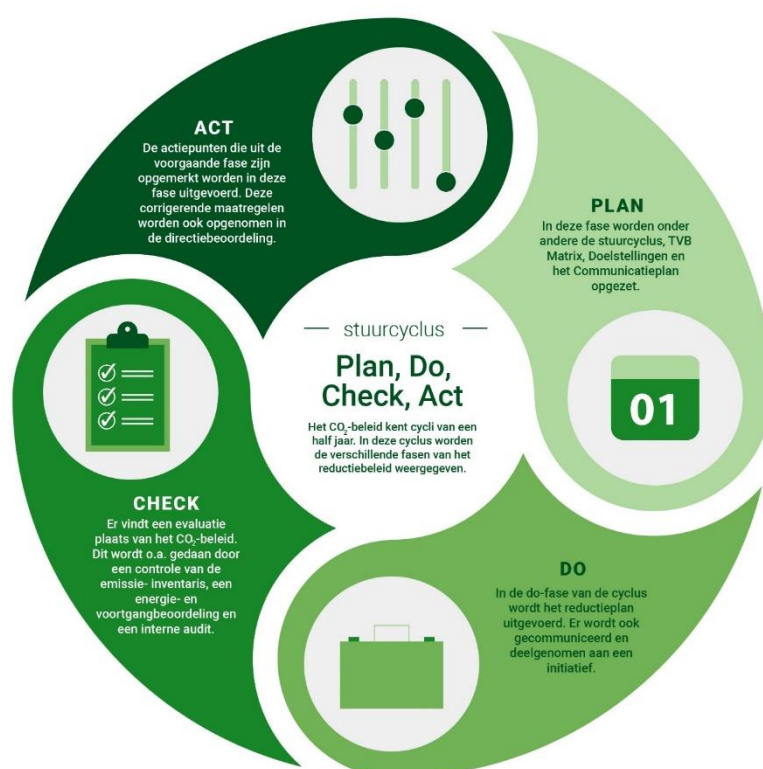 stuurcyclus
Plan, Do,
Check, Act
Het CO₂-beleid kent cycli van een
half jaar. In deze cyclus worden
de verschillende fasen van het
reductiebeleid weergegeven.
PLAN
In deze fase worden onder
andere de stuurcyclus, TVB
Matrix, Doelstellingen en
het Communicatieplan
opgezet.
01
DO
In de do-fase van de cyclus
wordt het reductieplan
uitgevoerd. Er wordt ook
gecommuniceerd en
deelgenomen aan een
initiatief.
CHECK
Er vindt een evaluatie
plaats van het CO₂-beleid.
Dit wordt o.a. gedaan door
een controle van de
emissie- inventaris, een
energie- en
voortgangbeoordeling en
een interne audit.
ACT
De actiepunten die uit de
voorgaande fase zijn
opgemerkt worden in deze
fase uitgevoerd. Deze
corrigerende maatregelen
worden ook opgenomen in
de directiebeoordeling.